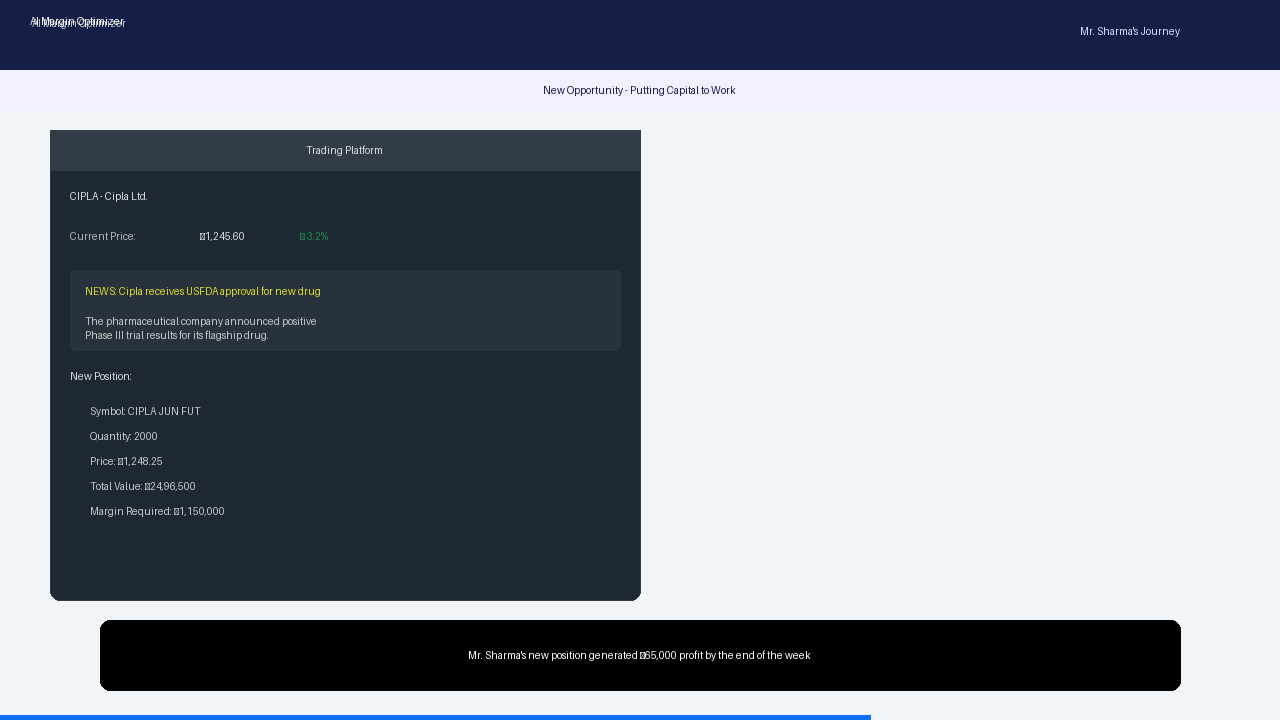 AI Margin Optimizer
Mr. Sharma's Journey
New Opportunity - Putting Capital to Work
Trading Platform
CIPLA - Cipla Ltd.
Current Price: 1,245.60 3.2%
NEWS: Cipla receives USFDA approval for new drug
The pharmaceutical company announced positive
Phase III trial results for its flagship drug.
New Position:
Symbol: CIPLA JUN FUT
Quantity: 2000
Price: 1,248.25
Total Value: 24,96,500
Margin Required: 1,150,000
Mr. Sharma's new position generated 65,000 profit by the end of the week